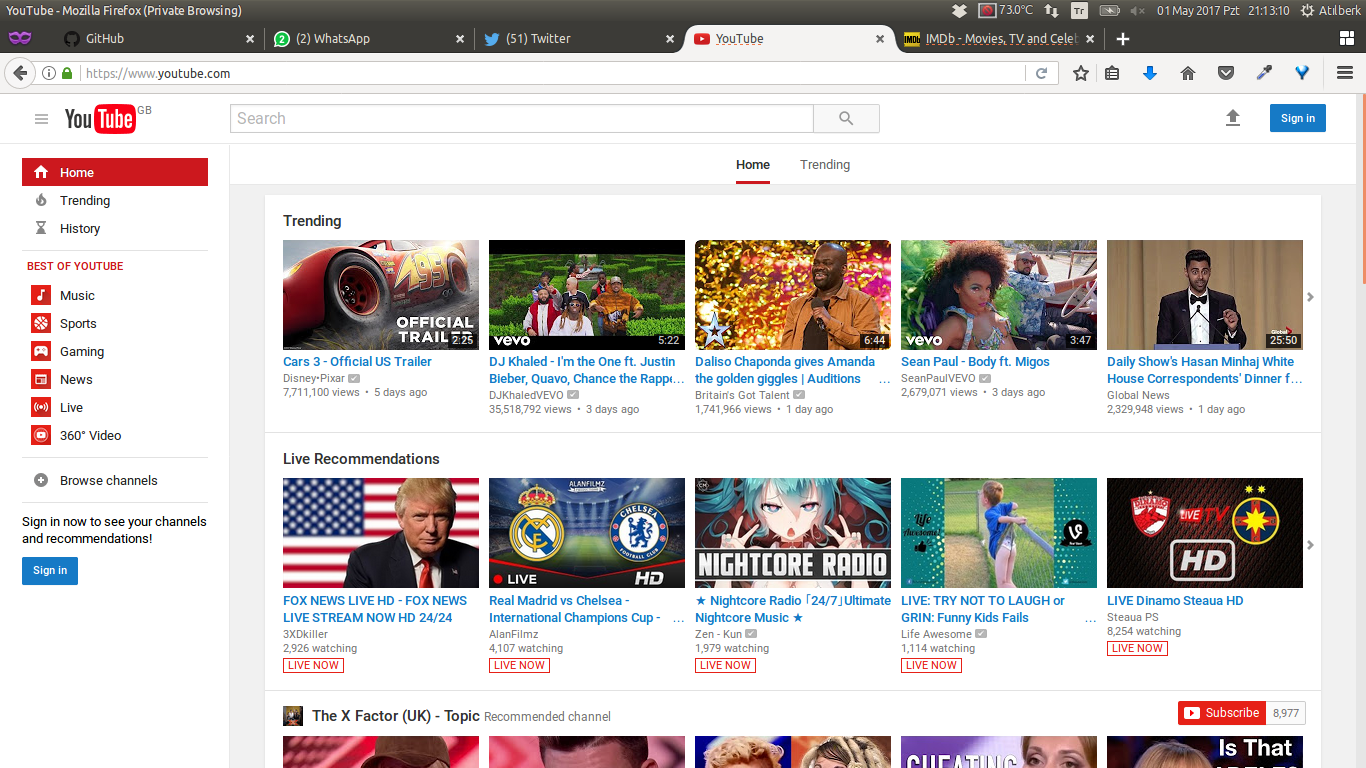 YouTube - Mozilla Firefox (Private Browsing)
73.0°C
Tr
01 May 2017 Pzt
21:13:10
Atılberk
GitHub
(2) WhatsApp
(51) Twitter
YouTube
IMDb - Movies, TV and Celeb
https://www.youtube.com
YouTube GB
Search
Sign in
Home
Trending
History
BEST OF YOUTUBE
Music
Sports
Gaming
News
Live
360° Video
Browse channels
Sign in now to see your channels
and recommendations!
Sign in
Home
Trending
Trending
495
OFFICIAL
TRAILER
2:25
Cars 3 - Official US Trailer
Disney•Pixar
7,711,100 views • 5 days ago
vevo
5:22
DJ Khaled - I'm the One ft. Justin
Bieber, Quavo, Chance the Rappe...
DJKhaledVEVO
35,518,792 views • 3 days ago
6:44
Daliso Chaponda gives Amanda
the golden giggles | Auditions ...
Britain's Got Talent
1,741,966 views • 1 day ago
vevo
3:47
Sean Paul - Body ft. Migos
SeanPaulVEVO
2,679,071 views • 3 days ago
Global
25:50
Daily Show's Hasan Minhaj White
House Correspondents' Dinner f...
Global News
2,329,948 views • 1 day ago
Live Recommendations
FOX NEWS LIVE HD - FOX NEWS
LIVE STREAM NOW HD 24/24
3XDkiller
2,926 watching
LIVE NOW
ALANFILMZ
CHELSEA
FOOTBALL CLUB
LIVE
HD
Real Madrid vs Chelsea -
International Champions Cup - ...
AlanFilmz
4,107 watching
LIVE NOW
CM
NIGHTCORE RADIO
★ Nightcore Radio 「24/7」Ultimate
Nightcore Music ★
Zen - Kun
1,979 watching
LIVE NOW
Life
Awesome!
LIVE: TRY NOT TO LAUGH or
GRIN: Funny Kids Fails ...
Life Awesome
1,114 watching
LIVE NOW
LIVE TV
HD
LIVE Dinamo Steaua HD
Steaua PS
8,254 watching
LIVE NOW
The X Factor (UK) - Topic Recommended channel
Subscribe
8,977
CHEATING
Is That